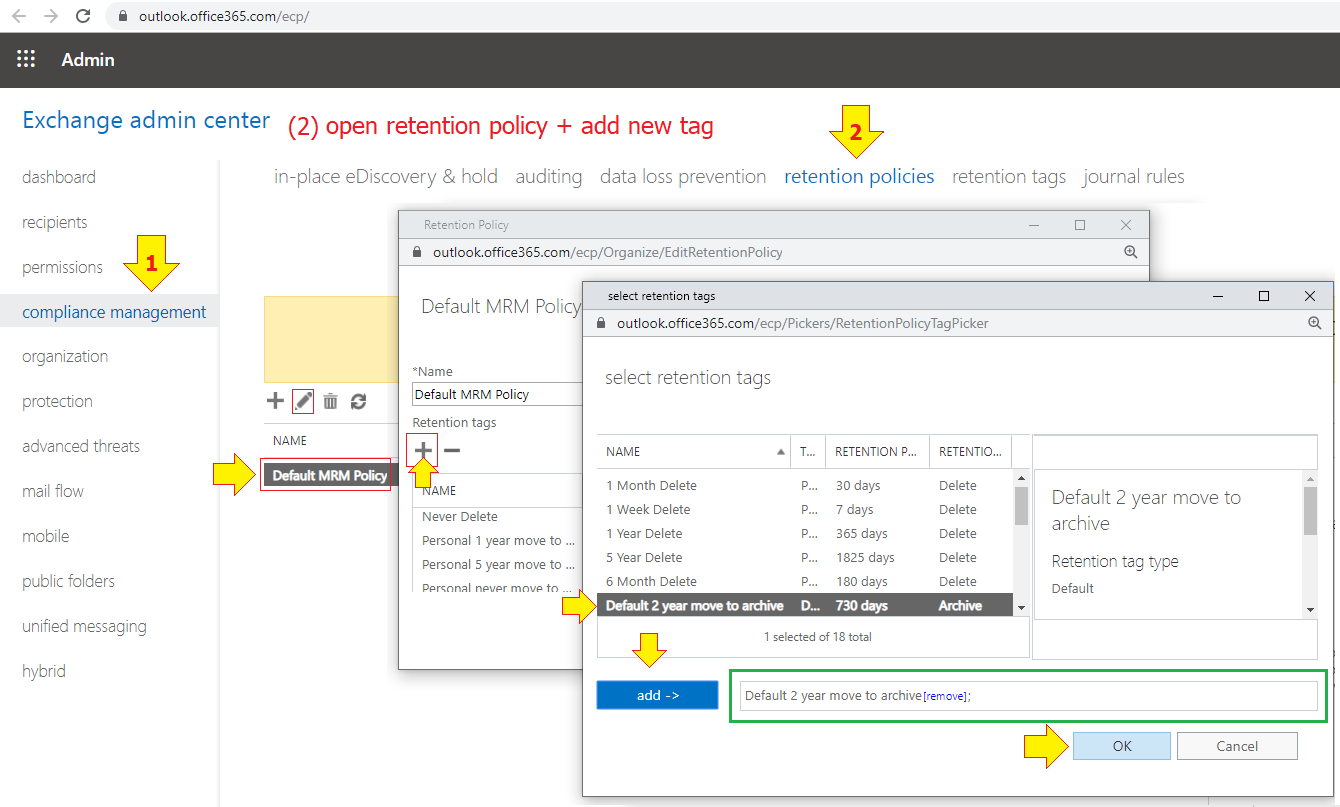 outlook.office365.com/ecp/
Admin
Exchange admin center
(2) open retention policy + add new tag
2
dashboard
in-place eDiscovery & hold auditing data loss prevention retention policies retention tags journal rules
recipients
permissions
1
compliance management
organization
protection
advanced threats
mail flow
mobile
public folders
unified messaging
hybrid
NAME
Default MRM Policy
Retention Policy
outlook.office365.com/ecp/Organize/EditRetentionPolicy
Default MRM Policy
*Name
Default MRM Policy
Retention tags
NAME
Never Delete
Personal 1 year move to ...
Personal 5 year move to ...
Personal never move to ...
select retention tags
outlook.office365.com/ecp/Pickers/RetentionPolicyTagPicker
select retention tags
NAME T... RETENTION P... RETENTIO...
1 Month Delete P... 30 days Delete
1 Week Delete P... 7 days Delete
1 Year Delete P... 365 days Delete
5 Year Delete P... 1825 days Delete
6 Month Delete P... 180 days Delete
Default 2 year move to archive D... 730 days Archive
1 selected of 18 total
Default 2 year move to
archive
Retention tag type
Default
add ->
Default 2 year move to archive[remove];
OK Cancel